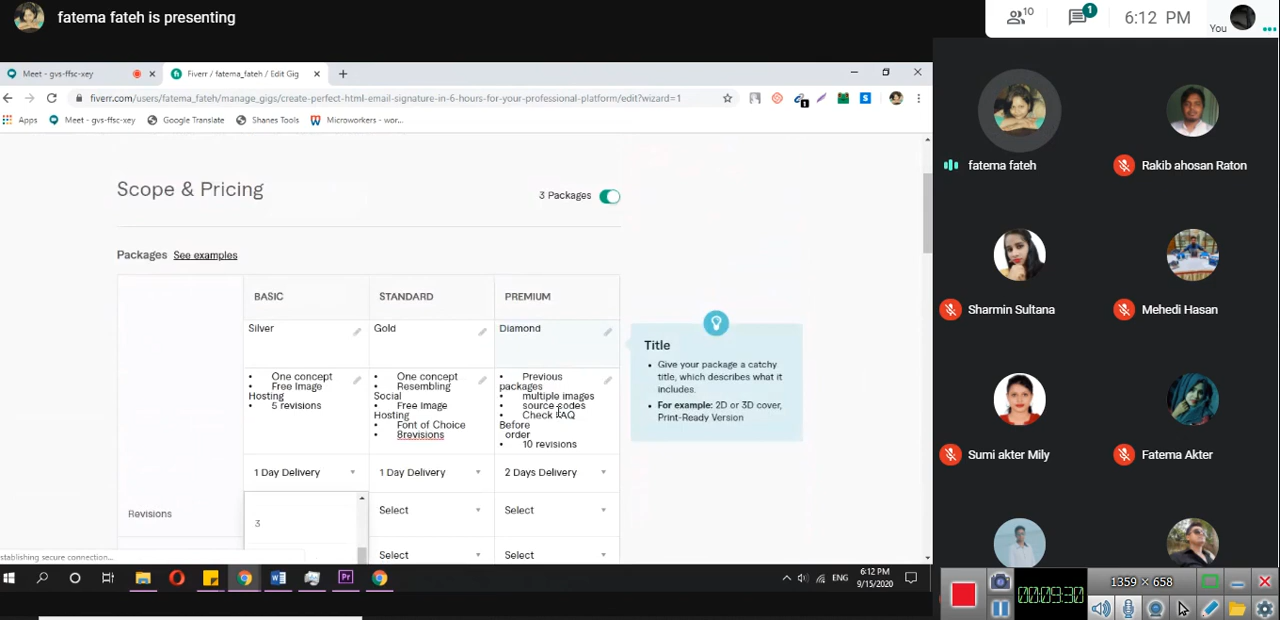 fatema fateh is presenting
10
1
6:12 PM
You
Meet - gvs-ffsc-xey
Fiverr / fatema_fateh / Edit Gig
fiverr.com/users/fatema_fateh/manage_gigs/create-perfect-html-email-signature-in-6-hours-for-your-professional-platform/edit?wizard=1
Apps
Meet - gvs-ffsc-xey
Google Translate
Shanes Tools
Microworkers - wor...
Scope & Pricing
3 Packages
Packages See examples
BASIC
STANDARD
PREMIUM
Silver
Gold
Diamond
• One concept
• Free Image
Hosting
• 5 revisions
• One concept
• Resembling
Social
• Free Image
Hosting
• Font of Choice
• 8revisions
• Previous
packages
• multiple images
• source codes
• Check FAQ
Before
order
• 10 revisions
1 Day Delivery
1 Day Delivery
2 Days Delivery
Revisions
3
Select
Select
Select
Select
Title
• Give your package a catchy
title, which describes what it
includes.
• For example: 2D or 3D cover,
Print-Ready Version
fatema fateh
Rakib ahosan Raton
Sharmin Sultana
Mehedi Hasan
Sumi akter Mily
Fatema Akter
stablishing secure connection...
ENG
6:12 PM
9/15/2020
00:09:30
1359 × 658